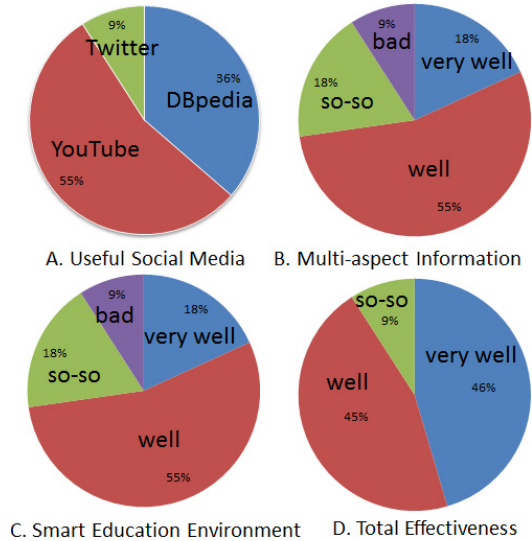 9%
Twitter
36%
DBpedia
YouTube
55%
A. Useful Social Media
9%
bad
18%
very well
18%
so-so
well
55%
B. Multi-aspect Information
9%
bad
18%
very well
18%
so-so
well
55%
C. Smart Education Environment
so-so
9%
very well
46%
well
45%
D. Total Effectiveness